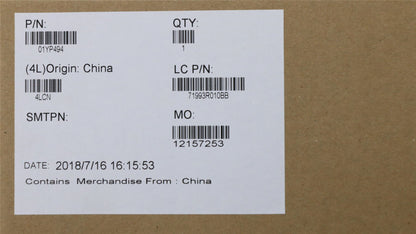 P/N:
01YP494
QTY:
1
(4L)Origin: China
4LCN
LC P/N:
71993R010BB
SMTPN:
MO:
12157253
DATE: 2018/7/16 16:15:53
Contains Merchandise From : China